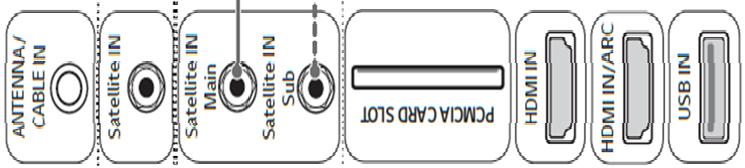 ANTENNA/
CABLE IN
Satellite IN
Satellite IN
Main
Satellite IN
Sub
PCMCIA CARD SLOT
HDMI IN
HDMI IN/ARC
USB IN